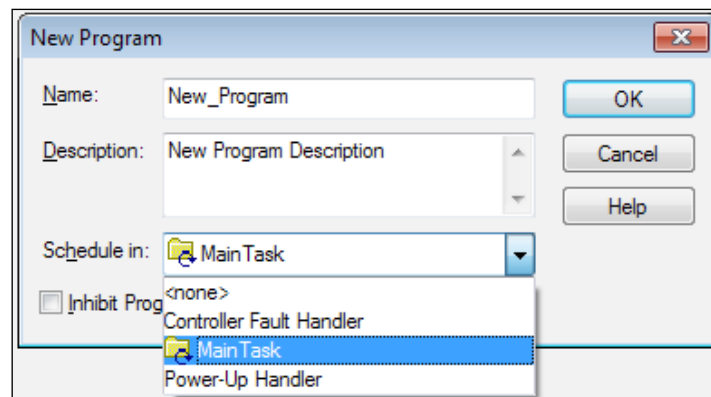 New Program
Name: New_Program OK
Description: New Program Description Cancel
Help
Schedule in: MainTask
<none>
Inhibit Prog
Controller Fault Handler
MainTask
Power-Up Handler